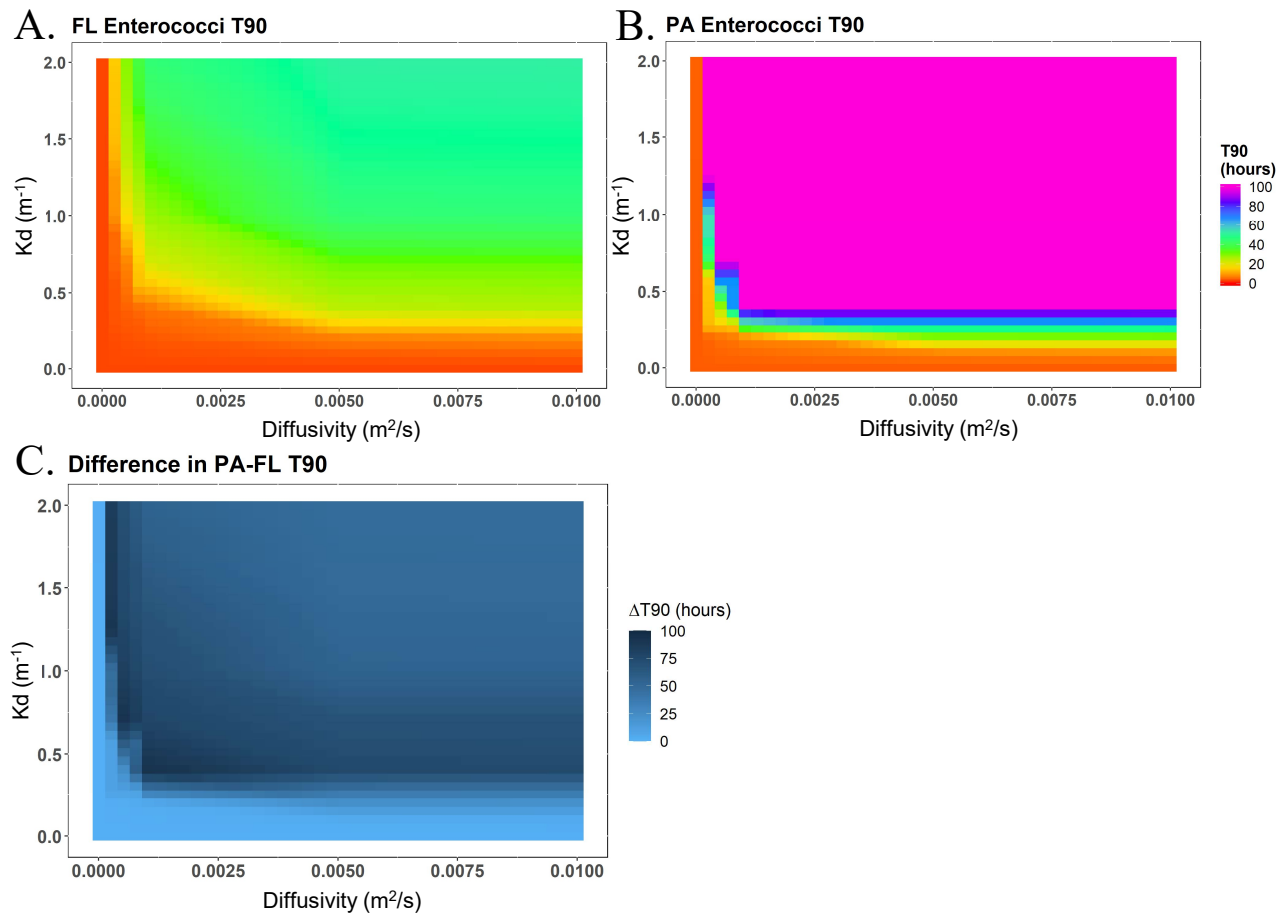 A. FL Enterococci T90
2.0
1.5
1.0
0.5
0.0
Kd (m⁻¹)
0.0000 0.0025 0.0050 0.0075 0.0100
Diffusivity (m²/s)
B. PA Enterococci T90
2.0
1.5
1.0
0.5
0.0
Kd (m⁻¹)
0.0000 0.0025 0.0050 0.0075 0.0100
Diffusivity (m²/s)
T90
(hours)
100
80
60
40
20
0
C. Difference in PA-FL T90
2.0
1.5
1.0
0.5
0.0
Kd (m⁻¹)
0.0000 0.0025 0.0050 0.0075 0.0100
Diffusivity (m²/s)
ΔT90 (hours)
100
75
50
25
0